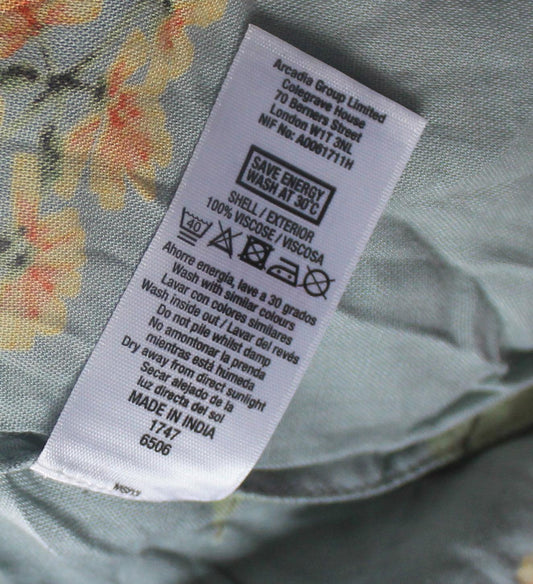 Arcadia Group Limited
Colegrave House
70 Berners Street
London W1T 3NL
NIF No: A0061711H
SAVE ENERGY
WASH AT 30°C
SHELL / EXTERIOR
100% VISCOSE / VISCOSA
40
Ahorre energía, lave a 30 grados
Wash with similar colours
Lavar con colores similares
Wash inside out / Lavar del revés
Do not pile whilst damp
No amontonar la prenda
mientras está húmeda
Dry away from direct sunlight
Secar alejado de la
luz directa del sol
MADE IN INDIA
1747
6506